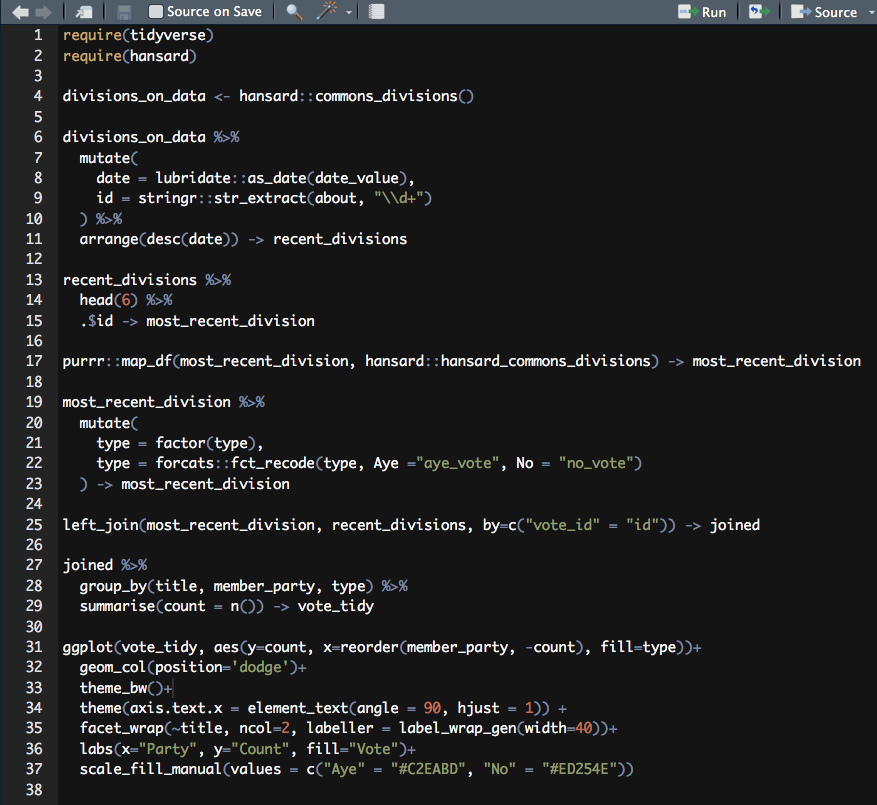 Source on Save Run Source
1 require(tidyverse)
2 require(hansard)
3
4 divisions_on_data <- hansard::commons_divisions()
5
6 divisions_on_data %>%
7 mutate(
8 date = lubridate::as_date(date_value),
9 id = stringr::str_extract(about, "\\d+")
10 ) %>%
11 arrange(desc(date)) -> recent_divisions
12
13 recent_divisions %>%
14 head(6) %>%
15 .$id -> most_recent_division
16
17 purrr::map_df(most_recent_division, hansard::hansard_commons_divisions) -> most_recent_division
18
19 most_recent_division %>%
20 mutate(
21 type = factor(type),
22 type = forcats::fct_recode(type, Aye ="aye_vote", No = "no_vote")
23 ) -> most_recent_division
24
25 left_join(most_recent_division, recent_divisions, by=c("vote_id" = "id")) -> joined
26
27 joined %>%
28 group_by(title, member_party, type) %>%
29 summarise(count = n()) -> vote_tidy
30
31 ggplot(vote_tidy, aes(y=count, x=reorder(member_party, -count), fill=type))+
32 geom_col(position='dodge')+
33 theme_bw()+
34 theme(axis.text.x = element_text(angle = 90, hjust = 1)) +
35 facet_wrap(~title, ncol=2, labeller = label_wrap_gen(width=40))+
36 labs(x="Party", y="Count", fill="Vote")+
37 scale_fill_manual(values = c("Aye" = "#C2EABD", "No" = "#ED254E"))
38